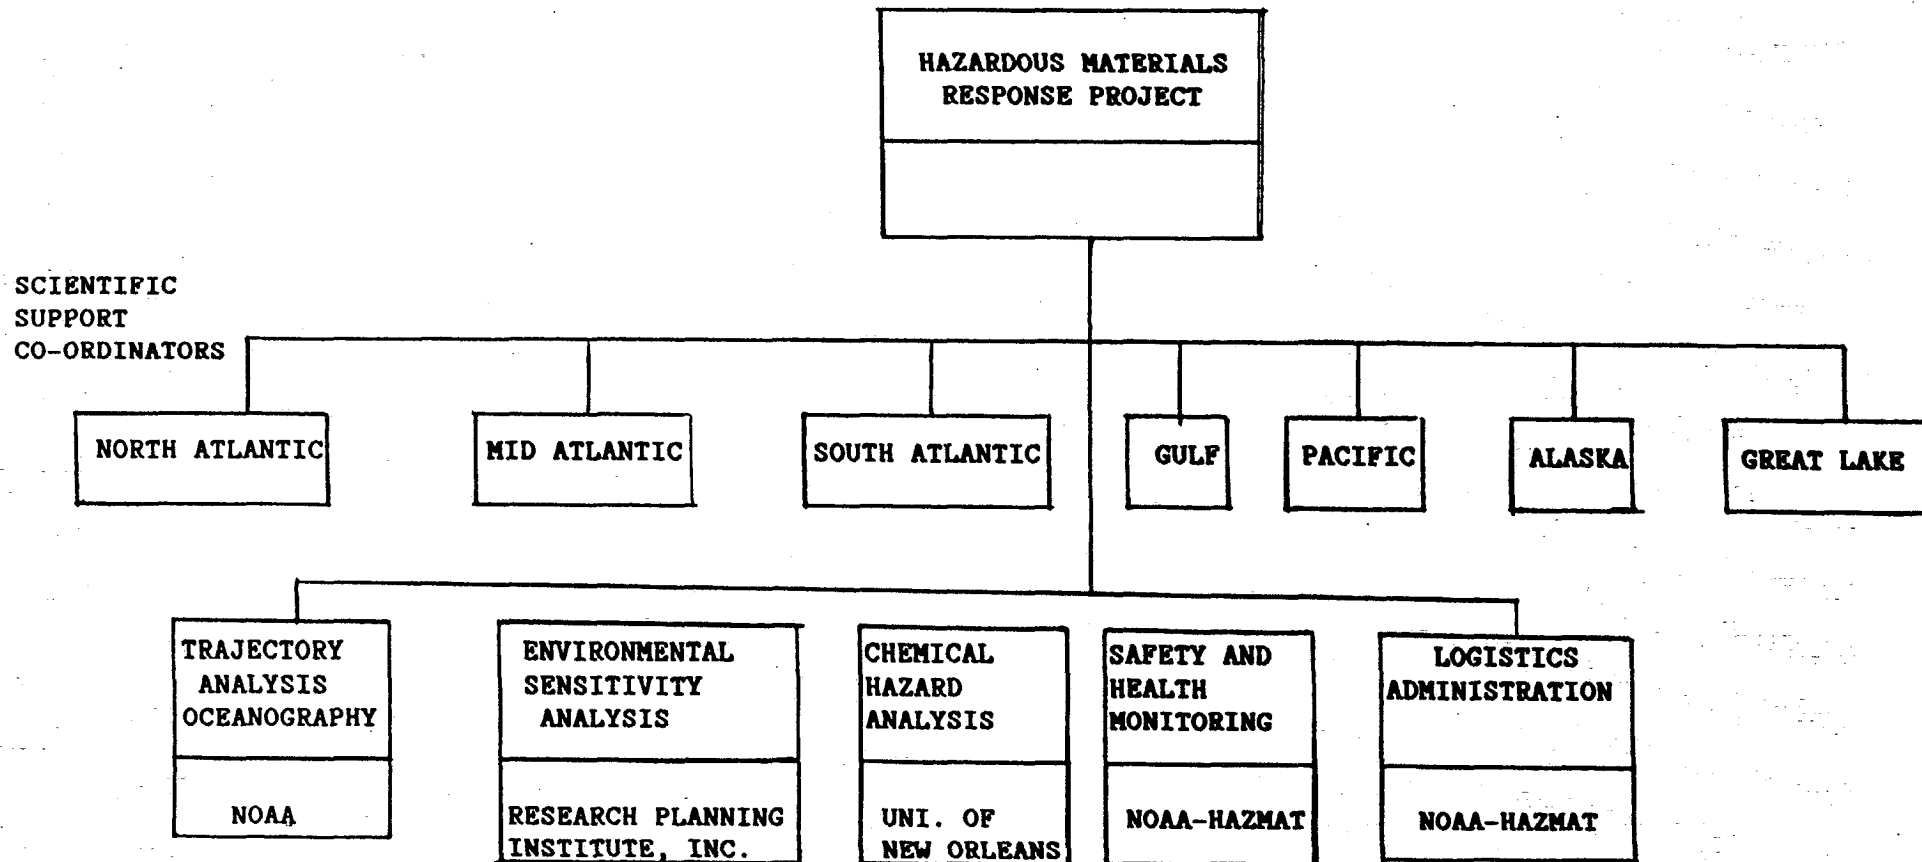 HAZARDOUS MATERIALS
RESPONSE PROJECT
SCIENTIFIC
SUPPORT
CO-ORDINATORS
NORTH ATLANTIC
MID ATLANTIC
SOUTH ATLANTIC
GULF
PACIFIC
ALASKA
GREAT LAKE
TRAJECTORY
ANALYSIS
OCEANOGRAPHY
NOAA
ENVIRONMENTAL
SENSITIVITY
ANALYSIS
RESEARCH PLANNING
INSTITUTE, INC.
CHEMICAL
HAZARD
ANALYSIS
UNI. OF
NEW ORLEANS
SAFETY AND
HEALTH
MONITORING
NOAA-HAZMAT
LOGISTICS
ADMINISTRATION
NOAA-HAZMAT